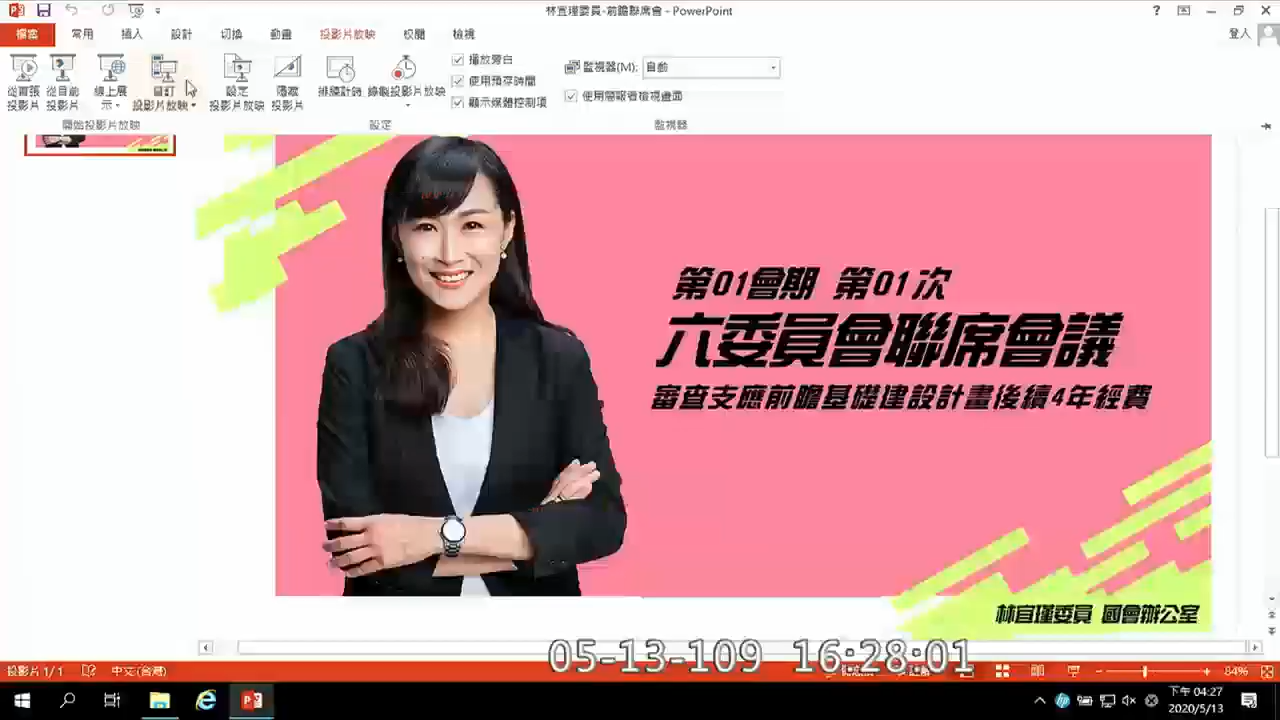 林宜瑾委員-前瞻聯席會 - PowerPoint
?
檔案 常用 插入 設計 切換 動畫 投影片放映 校閱 檢視 登入
從首張投影片 從目前投影片 線上展示 自訂投影片放映 設定投影片放映 隱藏投影片 排練計時 錄製投影片放映
播放旁白
使用預存時間
顯示媒體控制項
監視器(M): 自動
使用簡報者檢視畫面
開始投影片放映 設定 監視器
第01會期 第01次
六委員會聯席會議
審查支應前瞻基礎建設計畫後續4年經費
林宜瑾委員 國會辦公室
05-13-109 16:28:01
投影片 1/1 中文(台灣) 84%
下午 04:27
2020/5/13